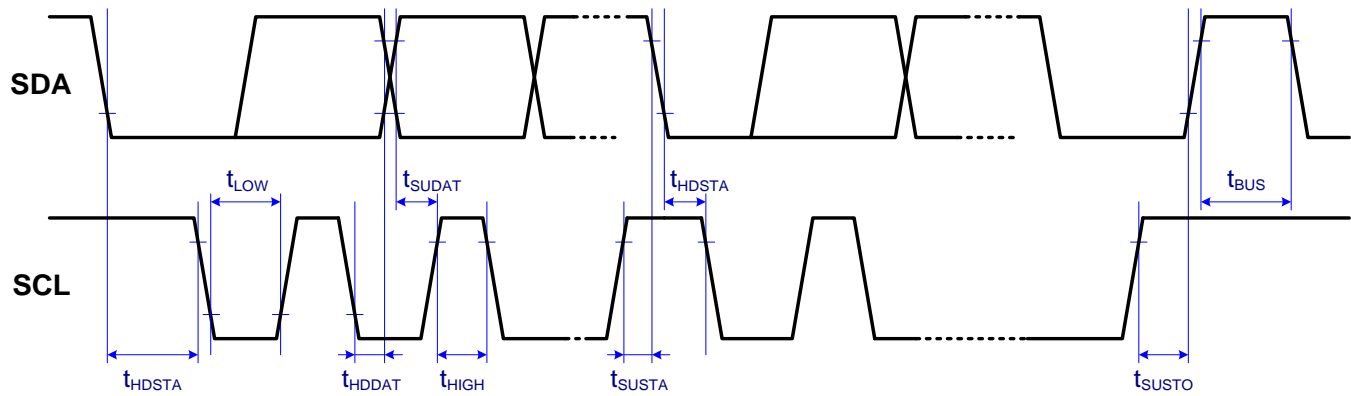 SDA
tLOW
tSUDAT
tHDSTA
tBUS
SCL
tHDSTA
tHDDAT
tHIGH
tSUSTA
tSUSTO